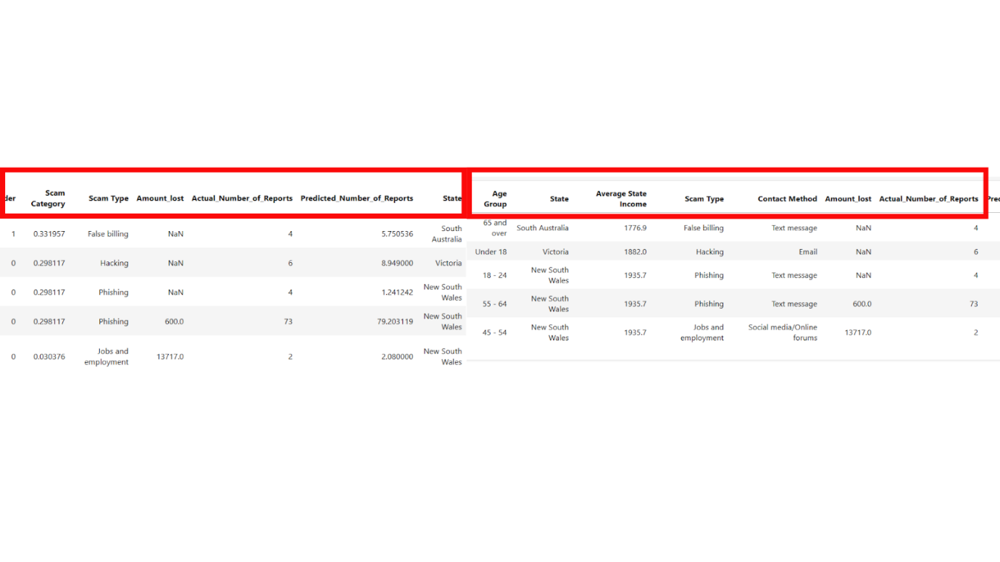 der Scam Category Scam Type Amount_lost Actual_Number_of_Reports Predicted_Number_of_Reports State
1 0.331957 False billing NaN 4 5.750536 South Australia
0 0.298117 Hacking NaN 6 8.949000 Victoria
0 0.298117 Phishing NaN 4 1.241242 New South Wales
0 0.298117 Phishing 600.0 73 79.203119 New South Wales
0 0.030376 Jobs and employment 13717.0 2 2.080000 New South Wales
Age Group State Average State Income Scam Type Contact Method Amount_lost Actual_Number_of_Reports Prec
65 and over South Australia 1776.9 False billing Text message NaN 4
Under 18 Victoria 1882.0 Hacking Email NaN 6
18 - 24 New South Wales 1935.7 Phishing Text message NaN 4
55 - 64 New South Wales 1935.7 Phishing Text message 600.0 73
45 - 54 New South Wales 1935.7 Jobs and employment Social media/Online forums 13717.0 2